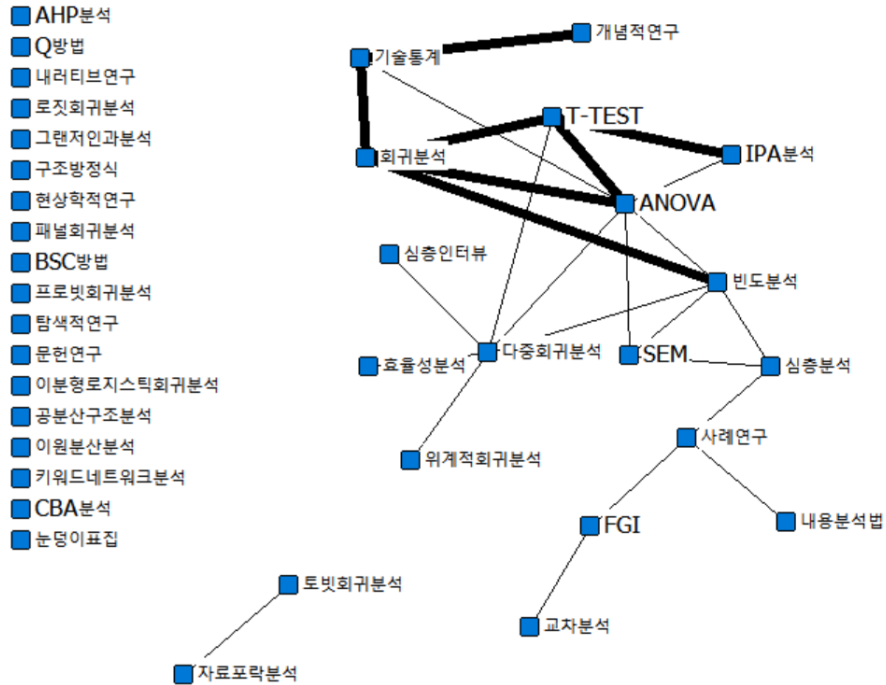 AHP분석
Q방법
내러티브연구
로짓회귀분석
그랜저인과분석
구조방정식
현상학적연구
패널회귀분석
BSC방법
프로빗회귀분석
탐색적연구
문헌연구
이분형로지스틱회귀분석
공분산구조분석
이원분산분석
키워드네트워크분석
CBA분석
눈덩이표집
개념적연구
기술통계
T-TEST
회귀분석
IPA분석
ANOVA
심층인터뷰
빈도분석
다중회귀분석
SEM
효율성분석
심층분석
사례연구
위계적회귀분석
FGI
내용분석법
토빗회귀분석
교차분석
자료포락분석